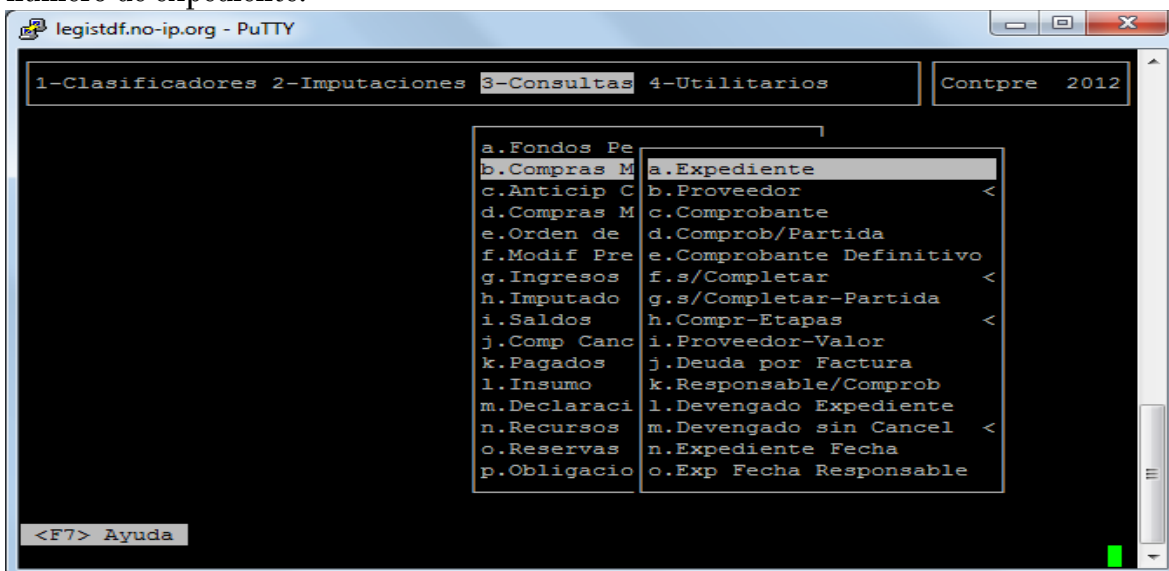 número de expediente.
legistdf.no-ip.org - PuTTY
1-Clasificadores 2-Imputaciones 3-Consultas 4-Utilitarios
Contpre 2012
a.Fondos Pe
b.Compras M
c.Anticip C
d.Compras M
e.Orden de
f.Modif Pre
g.Ingresos
h.Imputado
i.Saldos
j.Comp Canc
k.Pagados
l.Insumo
m.Declaraci
n.Recursos
o.Reservas
p.Obligacio
a.Expediente
b.Proveedor <
c.Comprobante
d.Comprob/Partida
e.Comprobante Definitivo
f.s/Completar <
g.s/Completar-Partida
h.Compr-Etapas <
i.Proveedor-Valor
j.Deuda por Factura
k.Responsable/Comprob
l.Devengado Expediente
m.Devengado sin Cancel <
n.Expediente Fecha
o.Exp Fecha Responsable
<F7> Ayuda